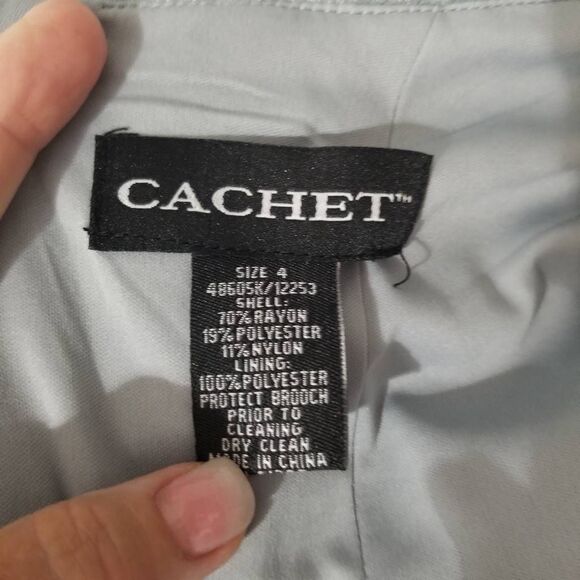 CACHET™
SIZE 4
48605K/12253
SHELL:
70%RAYON
19%POLYESTER
11%NYLON
LINING:
100%POLYESTER
PROTECT BROOCH
PRIOR TO
CLEANING
DRY CLEAN
MADE IN CHINA